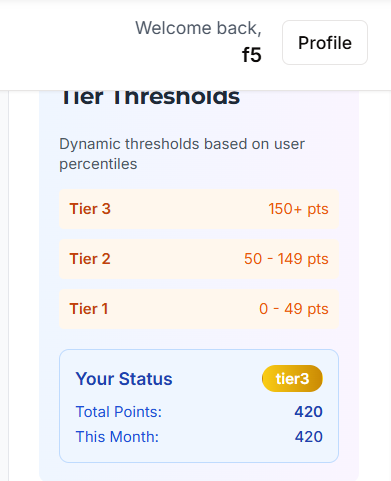 Welcome back,
f5
Profile
Tier Thresholds
Dynamic thresholds based on user
percentiles
Tier 3 150+ pts
Tier 2 50 - 149 pts
Tier 1 0 - 49 pts
Your Status tier3
Total Points: 420
This Month: 420